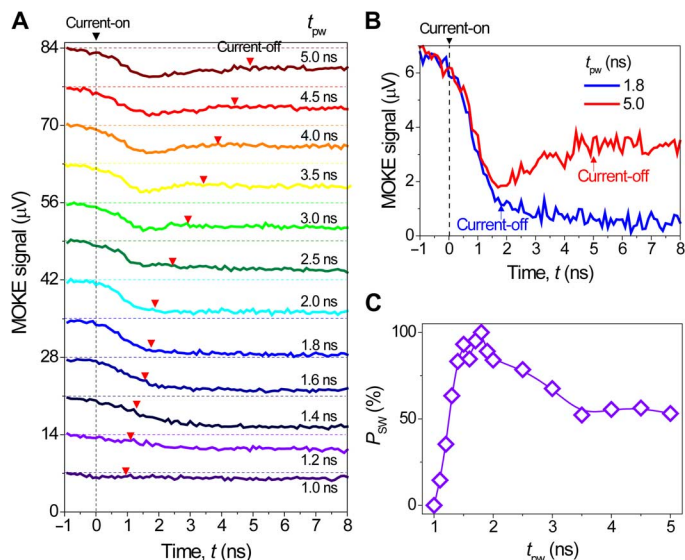 A
Current-on
t_pw
Current-off
84
70
56
42
28
14
0
MOKE signal (μV)
5.0 ns
4.5 ns
4.0 ns
3.5 ns
3.0 ns
2.5 ns
2.0 ns
1.8 ns
1.6 ns
1.4 ns
1.2 ns
1.0 ns
−1 0 1 2 3 4 5 6 7 8
Time, t (ns)
B
Current-on
t_pw (ns)
1.8
5.0
6
4
2
0
MOKE signal (μV)
Current-off
Current-off
−1 0 1 2 3 4 5 6 7 8
Time, t (ns)
C
100
50
0
P_SW (%)
1 2 3 4 5
t_pw (ns)